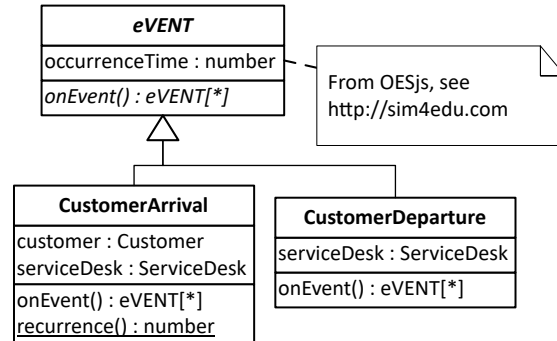 eVENT
occurrenceTime : number
onEvent() : eVENT[*]
From OESjs, see
http://sim4edu.com
CustomerArrival
customer : Customer
serviceDesk : ServiceDesk
onEvent() : eVENT[*]
recurrence() : number
CustomerDeparture
serviceDesk : ServiceDesk
onEvent() : eVENT[*]